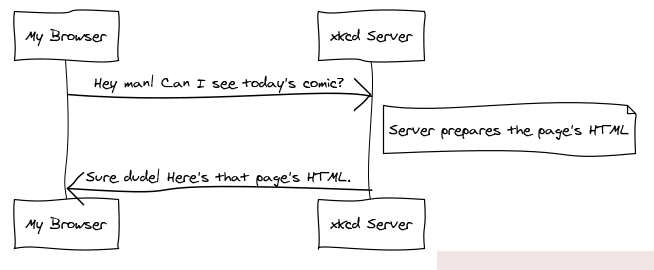 My Browser
xkcd Server
Hey man! Can I see today's comic?
Server prepares the page's HTML
Sure dude! Here's that page's HTML.
My Browser
xkcd Server